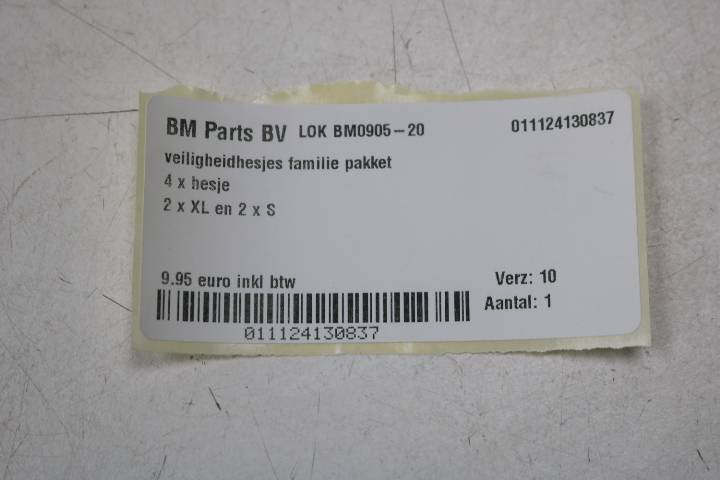 BM Parts BV LOK BM0905-20 011124130837
veiligheidhesjes familie pakket
4 x hesje
2 x XL en 2 x S
9.95 euro inkl btw Verz: 10
Aantal: 1
011124130837